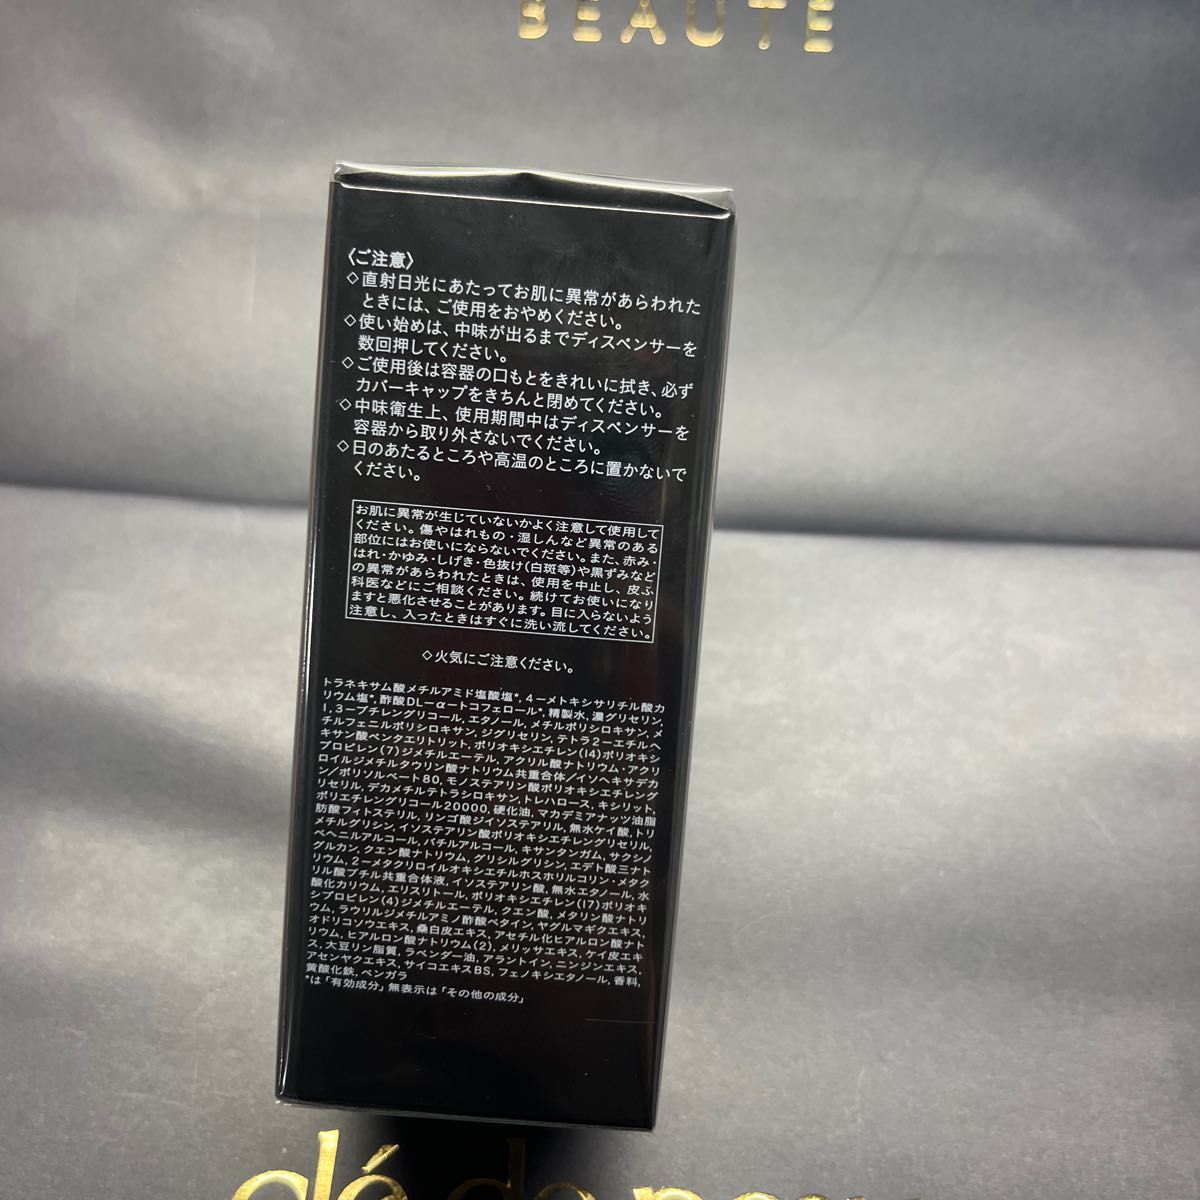 BEAUTÉ
〈ご注意〉
◇直射日光にあたってお肌に異常があらわれた
ときには、ご使用をおやめください。
◇使い始めは、中味が出るまでディスペンサーを
数回押してください。
◇ご使用後は容器の口もとをきれいに拭き、必ず
カバーキャップをきちんと閉めてください。
◇中味衛生上、使用期間中はディスペンサーを
容器から取り外さないでください。
◇日のあたるところや高温のところに置かないで
ください。
お肌に異常が生じていないかよく注意して使用して
ください。傷やはれもの・湿しんなど異常のある
部位にはお使いにならないでください。また、赤み・
はれ・かゆみ・しげき・色抜け(白斑等)や黒ずみなど
の異常があらわれたときは、使用を中止し、皮ふ
科医などにご相談ください。続けてお使いになり
ますと悪化させることがあります。目に入らないよう
注意し、入ったときはすぐに洗い流してください。
◇火気にご注意ください。
トラネキサム酸メチルアミド塩酸塩*, 4-メトキシサリチル酸カ
リウム塩*, 酢酸DL-α-トコフェロール*, 精製水, 濃グリセリン,
1,3-ブチレングリコール, エタノール, メチルポリシロキサン, メ
チルフェニルポリシロキサン, ジグリセリン, テトラ2-エチルヘ
キサン酸ペンタエリトリット, ポリオキシエチレン(14)ポリオキシ
プロピレン(7)ジメチルエーテル, アクリル酸ナトリウム・アクリ
ロイルジメチルタウリン酸ナトリウム共重合体/イソヘキサデカ
ン/ポリソルベート80, モノステアリン酸ポリオキシエチレング
リセリル, デカメチルテトラシロキサン, トレハロース, キシリット,
ポリエチレングリコール20000, 硬化油, マカデミアナッツ油脂
肪酸フィトステリル, リンゴ酸ジイソステアリル, 無水ケイ酸, トリ
メチルグリシン, イソステアリン酸ポリオキシエチレングリセリル,
ベヘニルアルコール, バチルアルコール, キサンタンガム, サクシノ
グルカン, クエン酸ナトリウム, グリシルグリシン, エデト酸三ナト
リウム, 2-メタクリロイルオキシエチルホスホリルコリン・メタク
リル酸ブチル共重合体液, イソステアリン酸, 無水エタノール, 水
酸化カリウム, エリスリトール, ポリオキシエチレン(17)ポリオキ
シプロピレン(4)ジメチルエーテル, クエン酸, メタリン酸ナトリ
ウム, ラウリルジメチルアミノ酢酸ベタイン, ヤグルマギクエキス,
オドリコソウエキス, 桑白皮エキス, アセチル化ヒアルロン酸ナト
リウム, ヒアルロン酸ナトリウム(2), メリッサエキス, ケイ皮エキ
ス, 大豆リン脂質, ラベンダー油, アラントイン, ニンジンエキス,
アセンヤクエキス, サイコエキスBS, フェノキシエタノール, 香料,
黄酸化鉄, ベンガラ
*は「有効成分」無表示は「その他の成分」
clé de peau